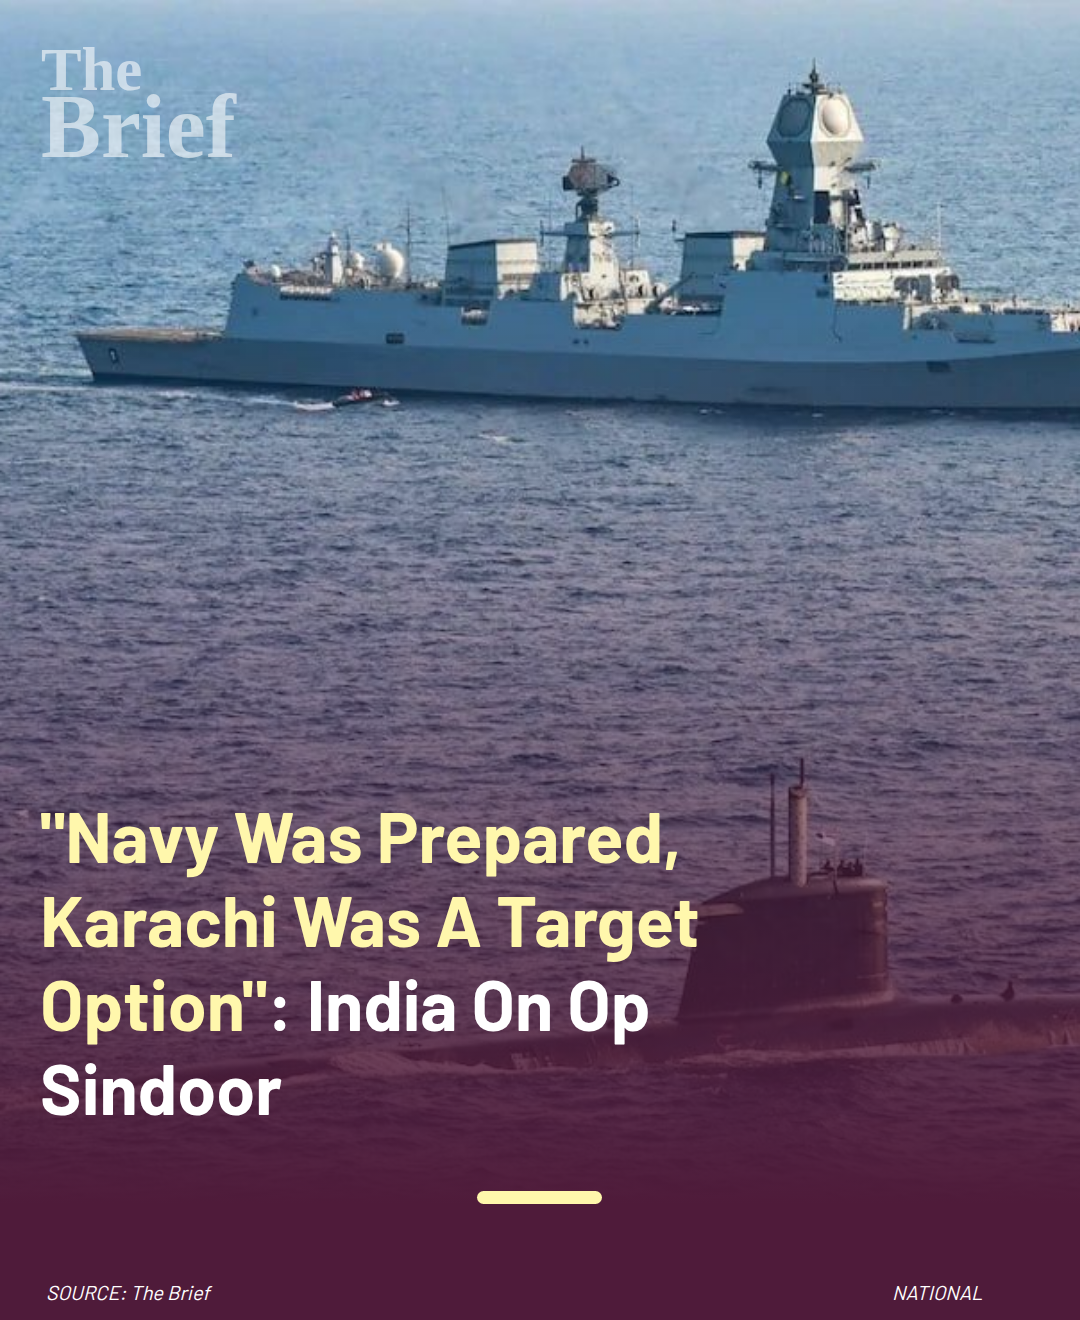 The
Brief
"Navy Was Prepared,
Karachi Was A Target
Option": India On Op
Sindoor
SOURCE: The Brief
NATIONAL